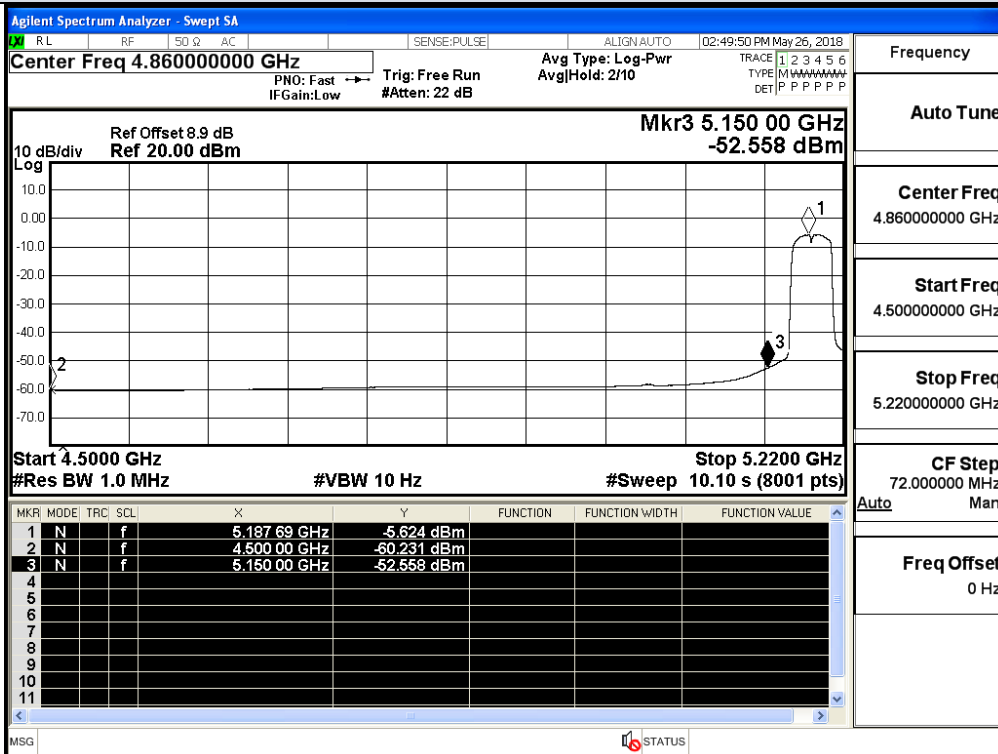 Agilent Spectrum Analyzer - Swept SA
LXI RL RF 50 Ω AC SENSE:PULSE ALIGN AUTO 02:49:50 PM May 26, 2018
Center Freq 4.860000000 GHz
PNO: Fast
IFGain:Low
Trig: Free Run
#Atten: 22 dB
Avg Type: Log-Pwr
Avg|Hold: 2/10
TRACE 1 2 3 4 5 6
TYPE M WWWWW
DET P P P P P P
Mkr3 5.150 00 GHz
-52.558 dBm
Ref Offset 8.9 dB
10 dB/div Ref 20.00 dBm
Log
10.0
0.00
-10.0
-20.0
-30.0
-40.0
-50.0
-60.0
-70.0
1
2
3
Start 4.5000 GHz Stop 5.2200 GHz
#Res BW 1.0 MHz #VBW 10 Hz #Sweep 10.10 s (8001 pts)
MKR MODE TRC SCL X Y FUNCTION FUNCTION WIDTH FUNCTION VALUE
1 N f 5.187 69 GHz -5.624 dBm
2 N f 4.500 00 GHz -60.231 dBm
3 N f 5.150 00 GHz -52.558 dBm
4
5
6
7
8
9
10
11
MSG STATUS
Frequency
Auto Tune
Center Freq
4.860000000 GHz
Start Freq
4.500000000 GHz
Stop Freq
5.220000000 GHz
CF Step
72.000000 MHz
Auto Man
Freq Offset
0 Hz